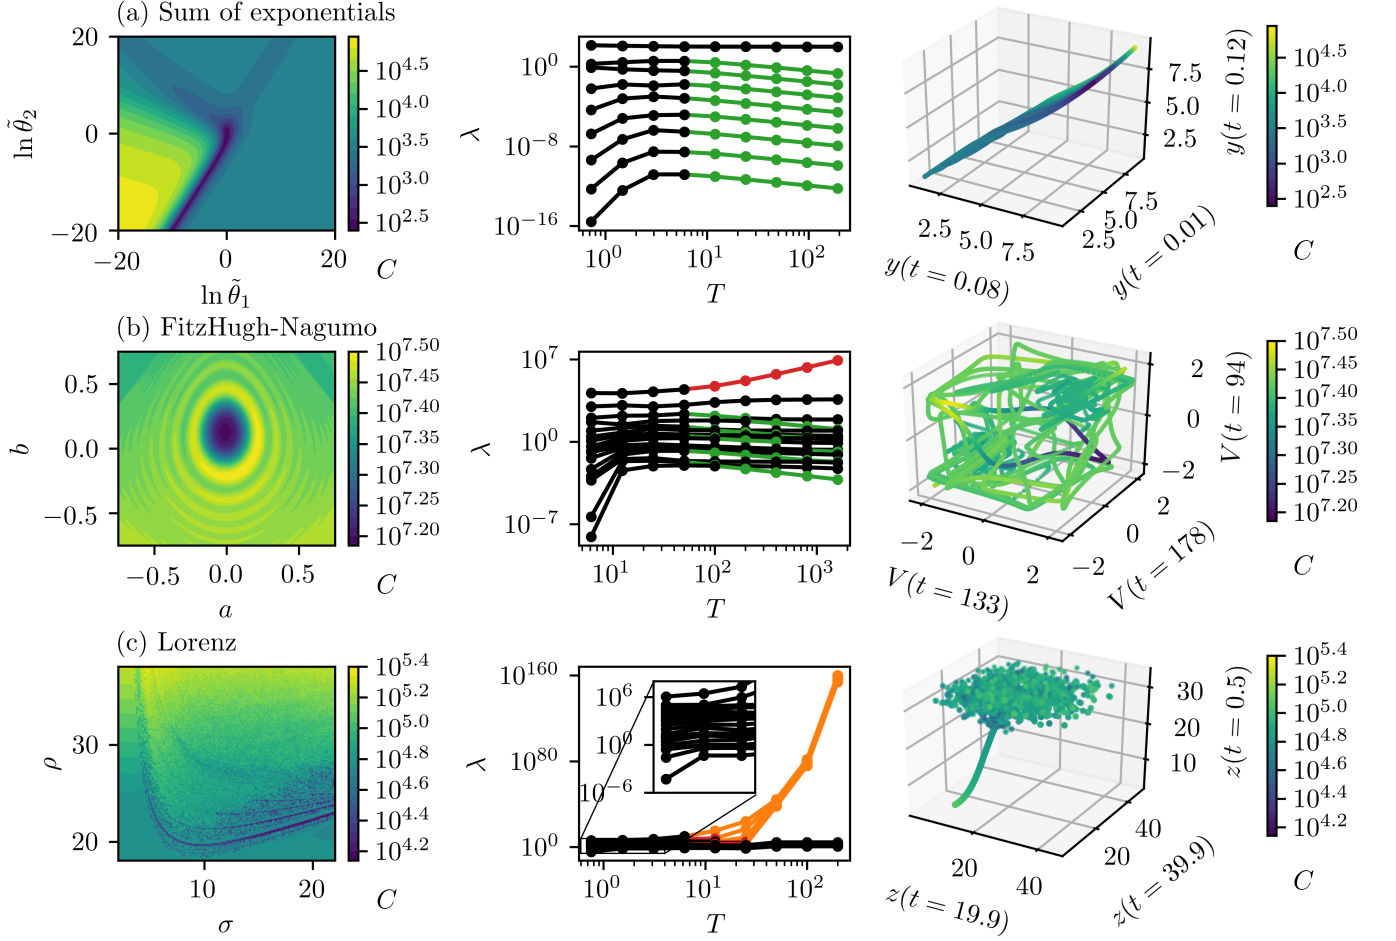 (a) Sum of exponentials
20
0
−20
ln θ̃₂
−20 0 20
ln θ̃₁
10^4.5
10^4.0
10^3.5
10^3.0
10^2.5
C
λ
10^0
10^−8
10^−16
10^0 10^1 10^2
T
y(t = 0.12)
7.5
5.0
2.5
2.5 5.0 7.5
y(t = 0.08)
2.5 5.0 7.5
y(t = 0.01)
10^4.5
10^4.0
10^3.5
10^3.0
10^2.5
C
(b) FitzHugh-Nagumo
b
0.5
0.0
−0.5
−0.5 0.0 0.5
a
10^7.50
10^7.45
10^7.40
10^7.35
10^7.30
10^7.25
10^7.20
C
λ
10^7
10^0
10^−7
10^1 10^2 10^3
T
V(t = 94)
2
0
−2
−2 0 2
V(t = 133)
−2 0 2
V(t = 178)
10^7.50
10^7.45
10^7.40
10^7.35
10^7.30
10^7.25
10^7.20
C
(c) Lorenz
ρ
30
20
10 20
σ
10^5.4
10^5.2
10^5.0
10^4.8
10^4.6
10^4.4
10^4.2
C
λ
10^160
10^80
10^0
10^6
10^0
10^−6
10^0 10^1 10^2
T
z(t = 0.5)
30
20
10
20 40
z(t = 19.9)
20 40
z(t = 39.9)
10^5.4
10^5.2
10^5.0
10^4.8
10^4.6
10^4.4
10^4.2
C